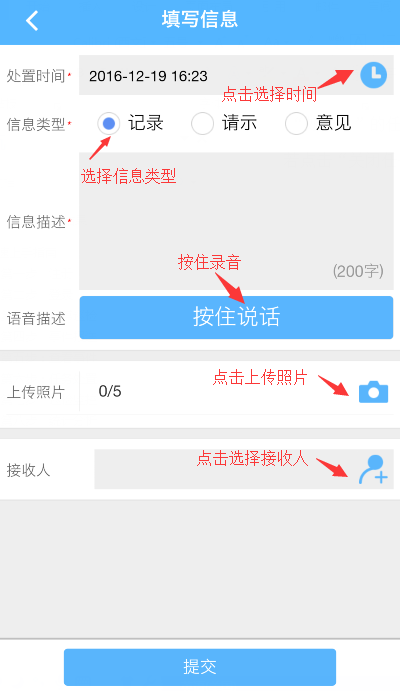 填写信息
处置时间* 2016-12-19 16:23
点击选择时间
信息类型* 记录 请示 意见
选择信息类型
信息描述*
(200字)
按住录音
语音描述 按住说话
点击上传照片
上传照片 0/5
点击选择接收人
接收人
提交